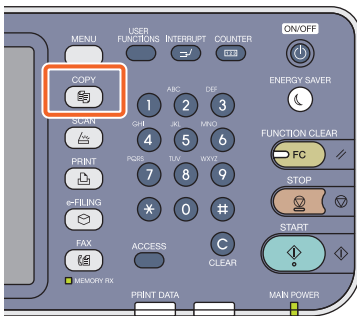 ON/OFF
MENU
USER FUNCTIONS
INTERRUPT
COUNTER
COPY
ENERGY SAVER
ABC
DEF
1
2
3
SCAN
GHI
JKL
MNO
4
5
6
FUNCTION CLEAR
FC
PRINT
PQRS
TUV
WXYZ
7
8
9
STOP
e-FILING
*
0
#
START
FAX
ACCESS
C
CLEAR
MEMORY RX
PRINT DATA
MAIN POWER